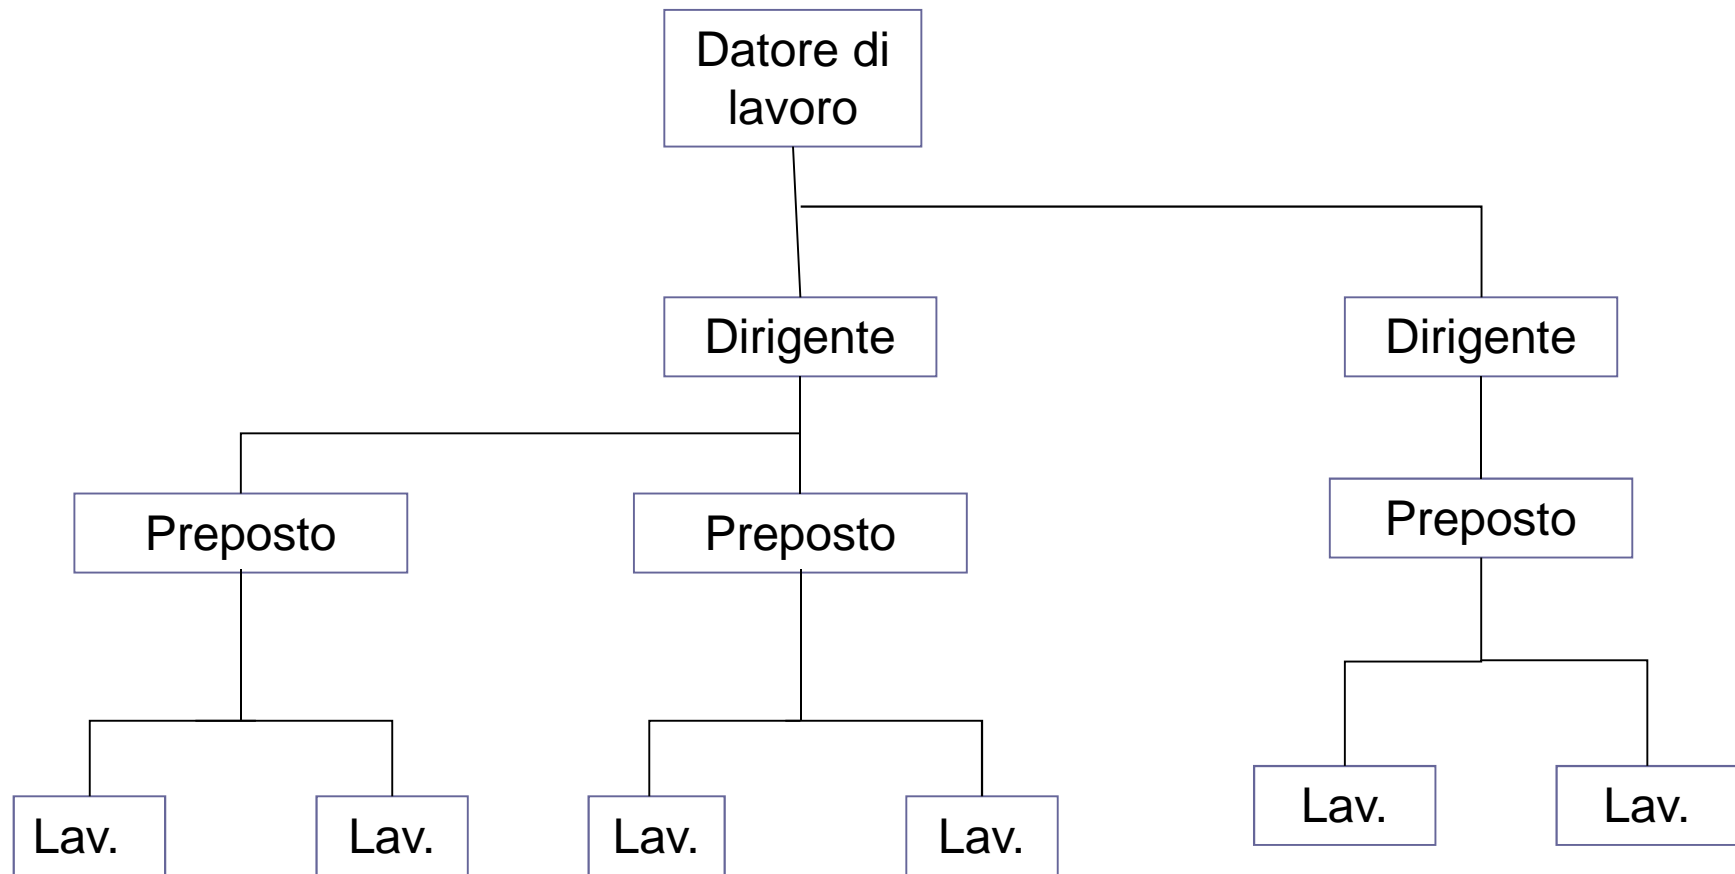 Datore di
lavoro
Dirigente
Dirigente
Preposto
Preposto
Preposto
Lav.
Lav.
Lav.
Lav.
Lav.
Lav.